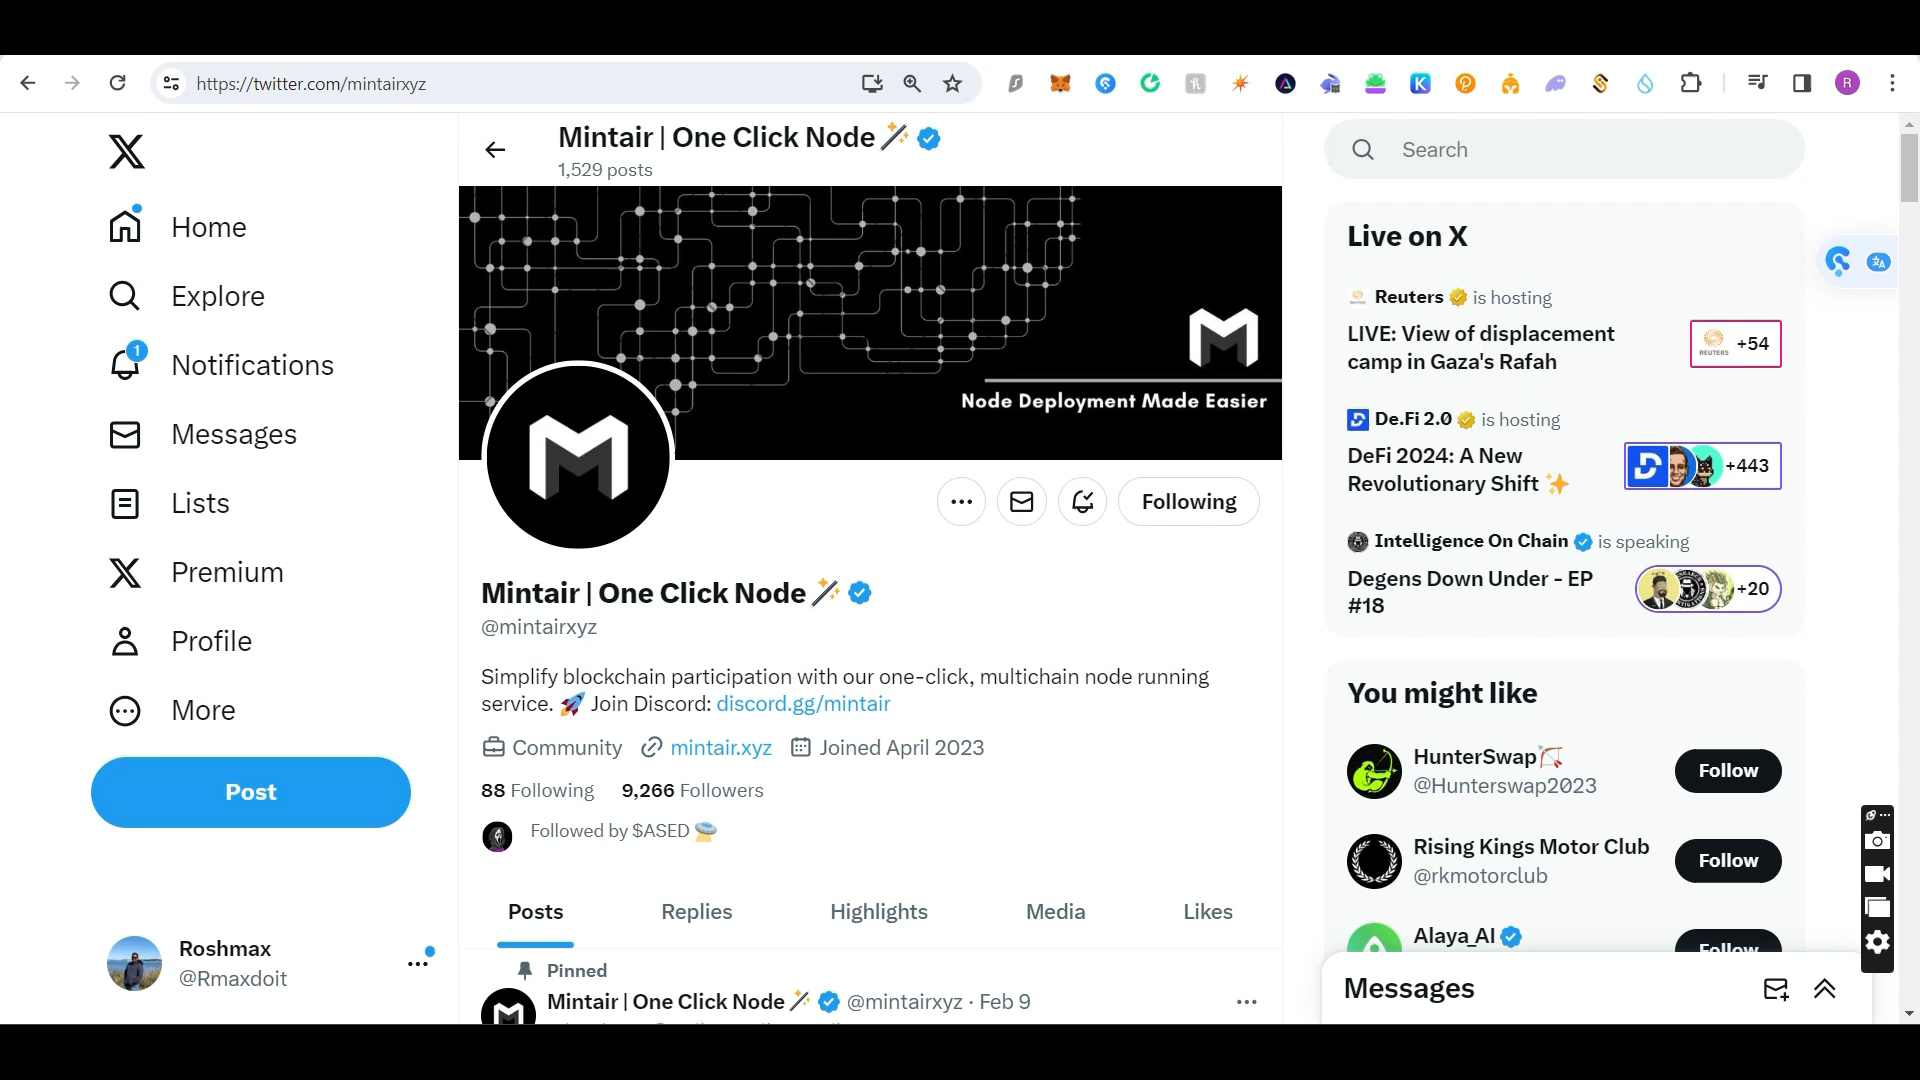 https://twitter.com/mintairxyz
Home
Explore
1
Notifications
Messages
Lists
Premium
Profile
More
Post
Roshmax
@Rmaxdoit
Mintair | One Click Node
1,529 posts
Node Deployment Made Easier
Following
Mintair | One Click Node
@mintairxyz
Simplify blockchain participation with our one-click, multichain node running
service. 🚀 Join Discord: discord.gg/mintair
Community mintair.xyz Joined April 2023
88 Following 9,266 Followers
Followed by $ASED
Posts Replies Highlights Media Likes
Pinned
Mintair | One Click Node @mintairxyz · Feb 9
Search
Live on X
Reuters is hosting
LIVE: View of displacement
camp in Gaza's Rafah
REUTERS +54
De.Fi 2.0 is hosting
DeFi 2024: A New
Revolutionary Shift ✨
+443
Intelligence On Chain is speaking
Degens Down Under - EP
#18
+20
You might like
HunterSwap
@Hunterswap2023
Follow
Rising Kings Motor Club
@rkmotorclub
Follow
Alaya_AI
Follow
Messages
R